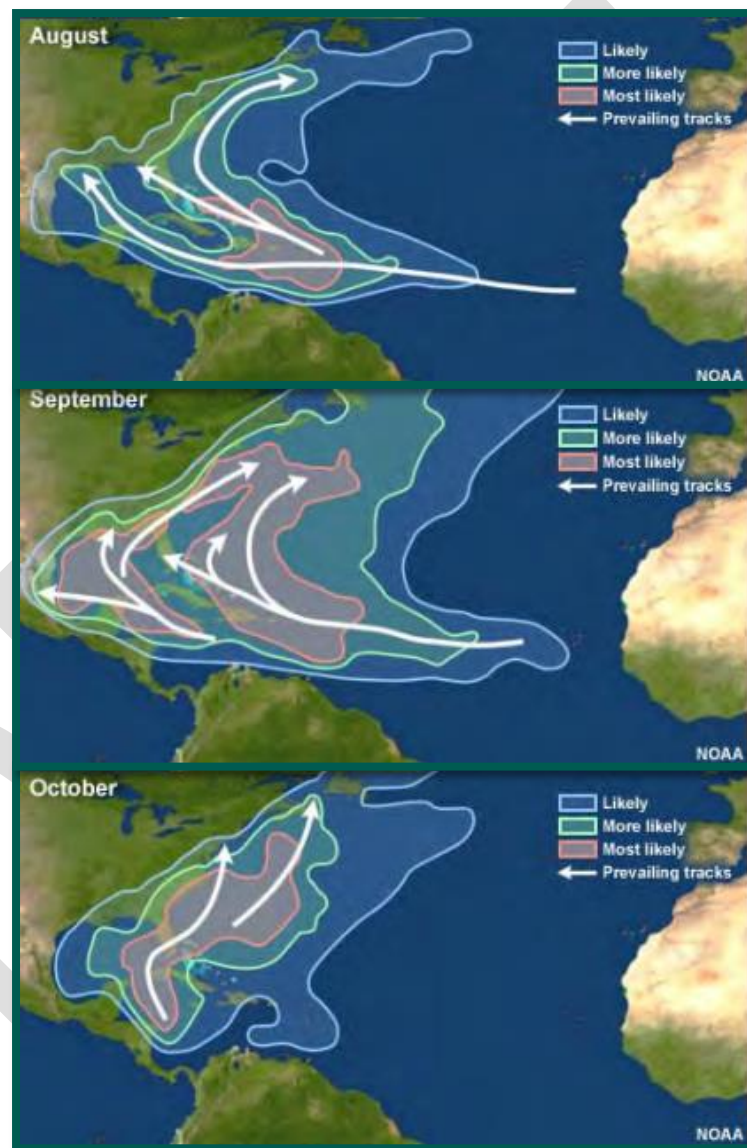 August
Likely
More likely
Most likely
Prevailing tracks
NOAA
September
Likely
More likely
Most likely
Prevailing tracks
NOAA
October
Likely
More likely
Most likely
Prevailing tracks
NOAA